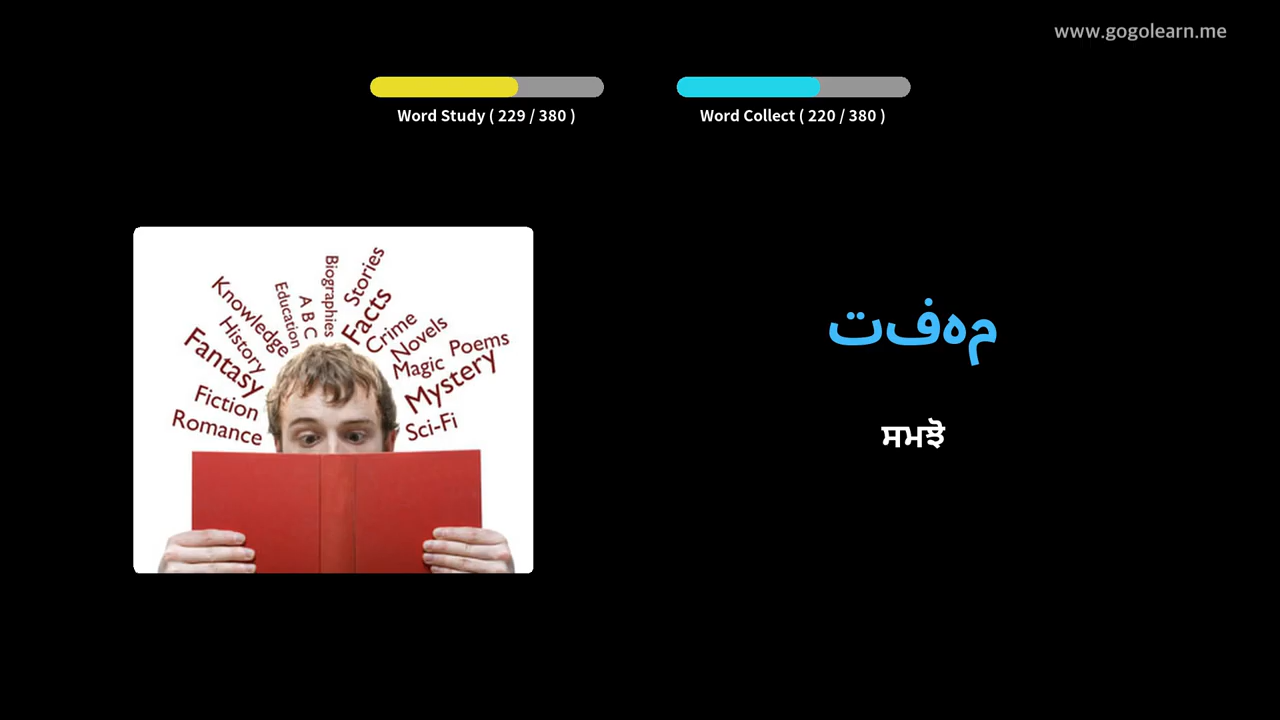 www.gogolearn.me
Word Study ( 229 / 380 )
Word Collect ( 220 / 380 )
Biographies
Stories
Education
A B C
Facts
Knowledge
Crime
History
Novels
Fantasy
Magic
Poems
Mystery
Fiction
Romance
Sci-Fi
مهفت
ਸਮਝੋ